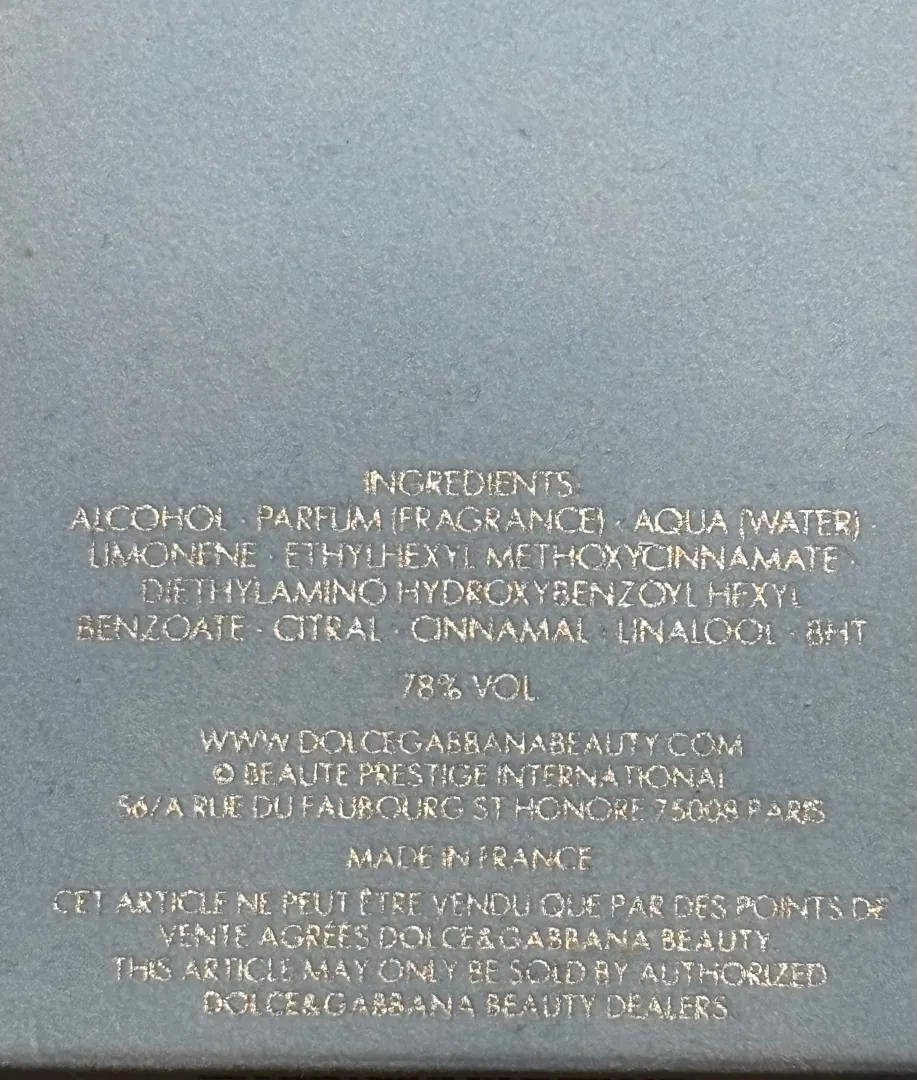 INGREDIENTS:
ALCOHOL · PARFUM (FRAGRANCE) · AQUA (WATER) ·
LIMONENE · ETHYLHEXYL METHOXYCINNAMATE ·
DIETHYLAMINO HYDROXYBENZOYL HEXYL
BENZOATE · CITRAL · CINNAMAL · LINALOOL · BHT
78% VOL.
WWW.DOLCEGABBANABEAUTY.COM
© BEAUTE PRESTIGE INTERNATIONAL
56/A RUE DU FAUBOURG ST HONORE 75008 PARIS
MADE IN FRANCE
CET ARTICLE NE PEUT ÊTRE VENDU QUE PAR DES POINTS DE
VENTE AGRÉÉS DOLCE&GABBANA BEAUTY.
THIS ARTICLE MAY ONLY BE SOLD BY AUTHORIZED
DOLCE&GABBANA BEAUTY DEALERS.